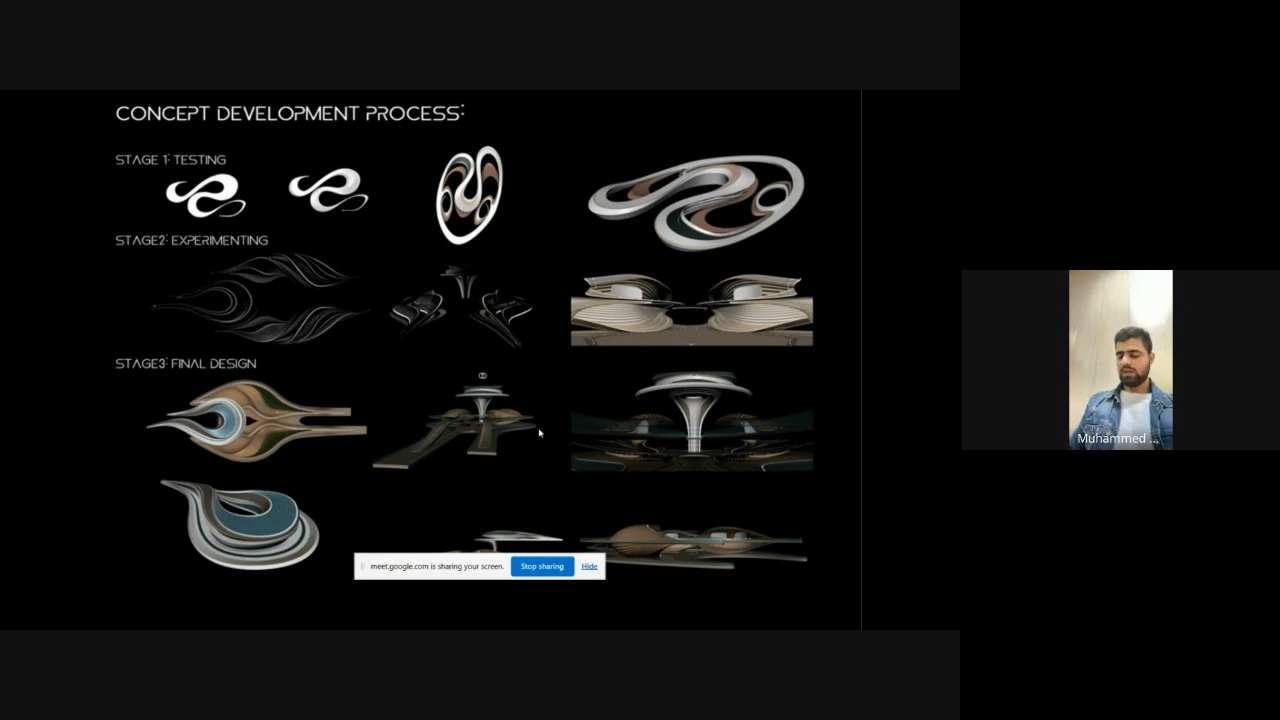 CONCEPT DEVELOPMENT PROCESS:
STAGE 1: TESTING
STAGE2: EXPERIMENTING
STAGE3: FINAL DESIGN
meet.google.com is sharing your screen.
Stop sharing
Hide
Muhammed ...